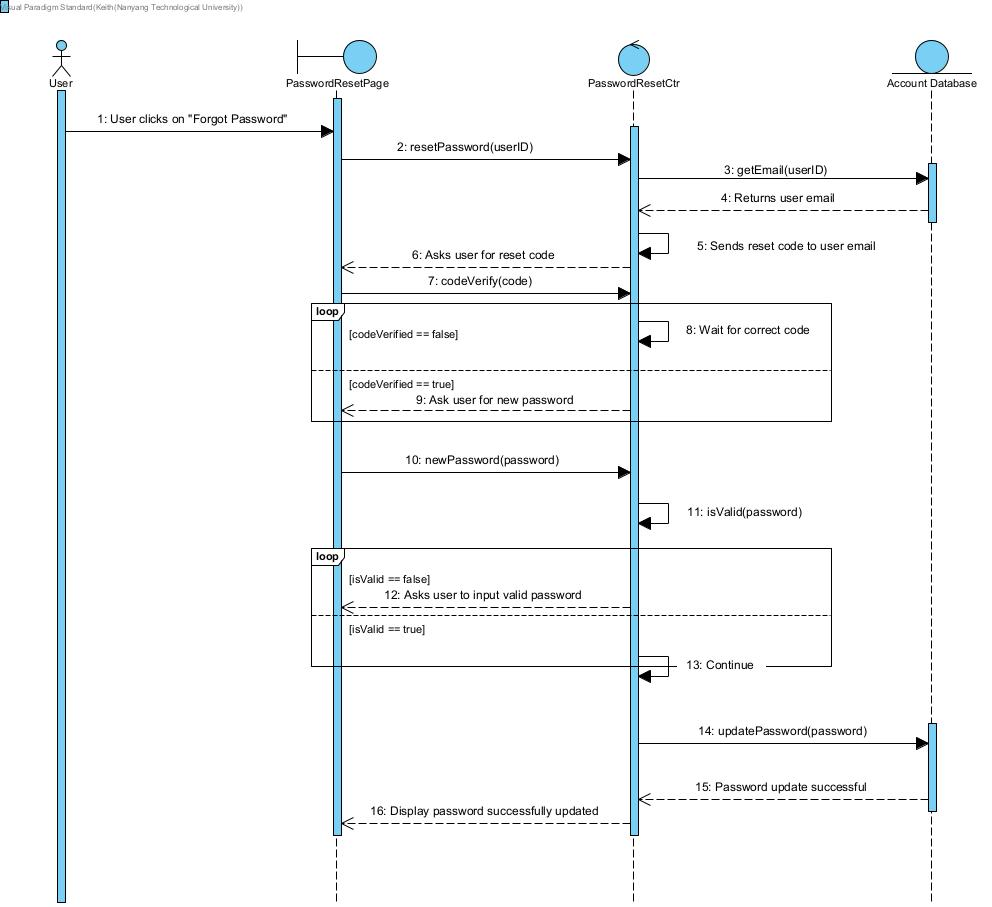 Visual Paradigm Standard(Keith(Nanyang Technological University))
User
PasswordResetPage
PasswordResetCtr
Account Database
1: User clicks on "Forgot Password"
2: resetPassword(userID)
3: getEmail(userID)
4: Returns user email
5: Sends reset code to user email
6: Asks user for reset code
7: codeVerify(code)
loop
[codeVerified == false]
8: Wait for correct code
[codeVerified == true]
9: Ask user for new password
10: newPassword(password)
11: isValid(password)
loop
[isValid == false]
12: Asks user to input valid password
[isValid == true]
13: Continue
14: updatePassword(password)
15: Password update successful
16: Display password successfully updated